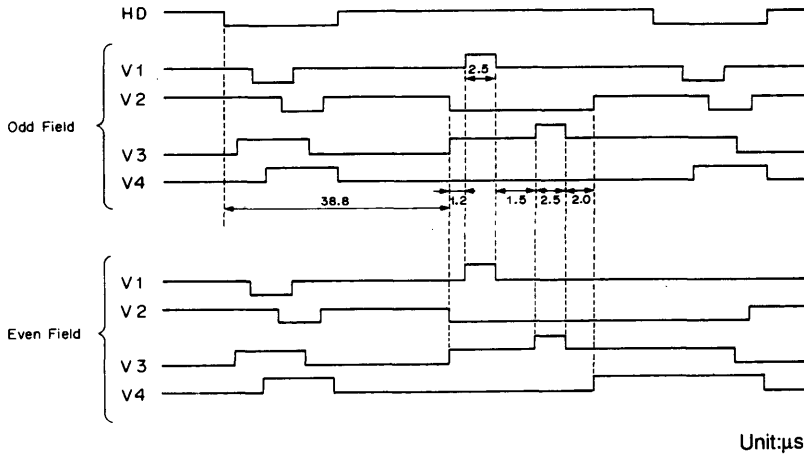 HD
Odd Field
V1
2.5
V2
V3
V4
1.2
1.5
2.5
2.0
38.8
Even Field
V1
V2
V3
V4
Unit:μs